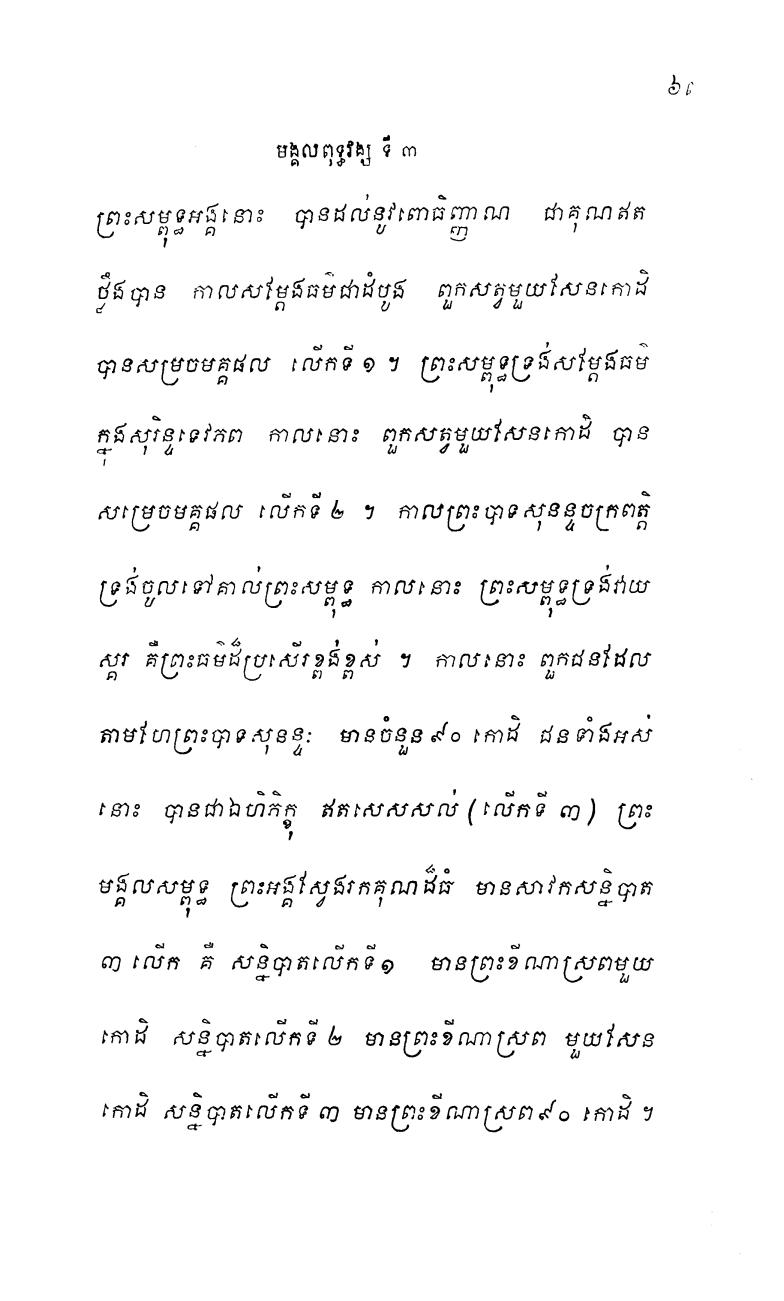 មង្គលពុទ្ធវង្ស ទី ៣
ព្រះសម្ពុទ្ធអង្គនោះ បានដល់នូវពោធិញ្ញាណ ជាគុណឥត
ថ្លឹងបាន កាលសម្តែងធម៌ជាដំបូង ពួកសត្វមួយសែនកោដិ
បានសម្រចមគ្គផល លើកទី ១ ។ ព្រះសម្ពុទ្ធទ្រង់សម្តែងធម៌
ក្នុងសុរិន្ទទេវភព កាលនោះ ពួកសត្វមួយសែនកោដិ បាន
សម្រេចមគ្គផល លើកទី ២ ។ កាលព្រះបាទសុនន្ទចក្រពត្តិ
ទ្រង់ចូលទៅគាល់ព្រះសម្ពុទ្ធ កាលនោះ ព្រះសម្ពុទ្ធទ្រង់វាយ
ស្គរ គឺព្រះធម៌ដ៏ប្រសើរខ្ពង់ខ្ពស់ ។ កាលនោះ ពួកជនដែល
តាមហែព្រះបាទសុនន្ទៈ មានចំនួន ៩០ កោដិ ជនទាំងអស់
នោះ បានជាឯហិភិក្ខុ ឥតសេសសល់ (លើកទី ៣) ព្រះ
មង្គលសម្ពុទ្ធ ព្រះអង្គស្វែងរកគុណដ៏ធំ មានសាវកសន្និបាត
៣ លើក គឺ សន្និបាតលើកទី ១ មានព្រះខីណាស្រពមួយ
កោដិ សន្និបាតលើកទី ២ មានព្រះខីណាស្រព មួយសែន
កោដិ សន្និបាតលើកទី ៣ មានព្រះខីណាស្រព ៩០ កោដិ ។